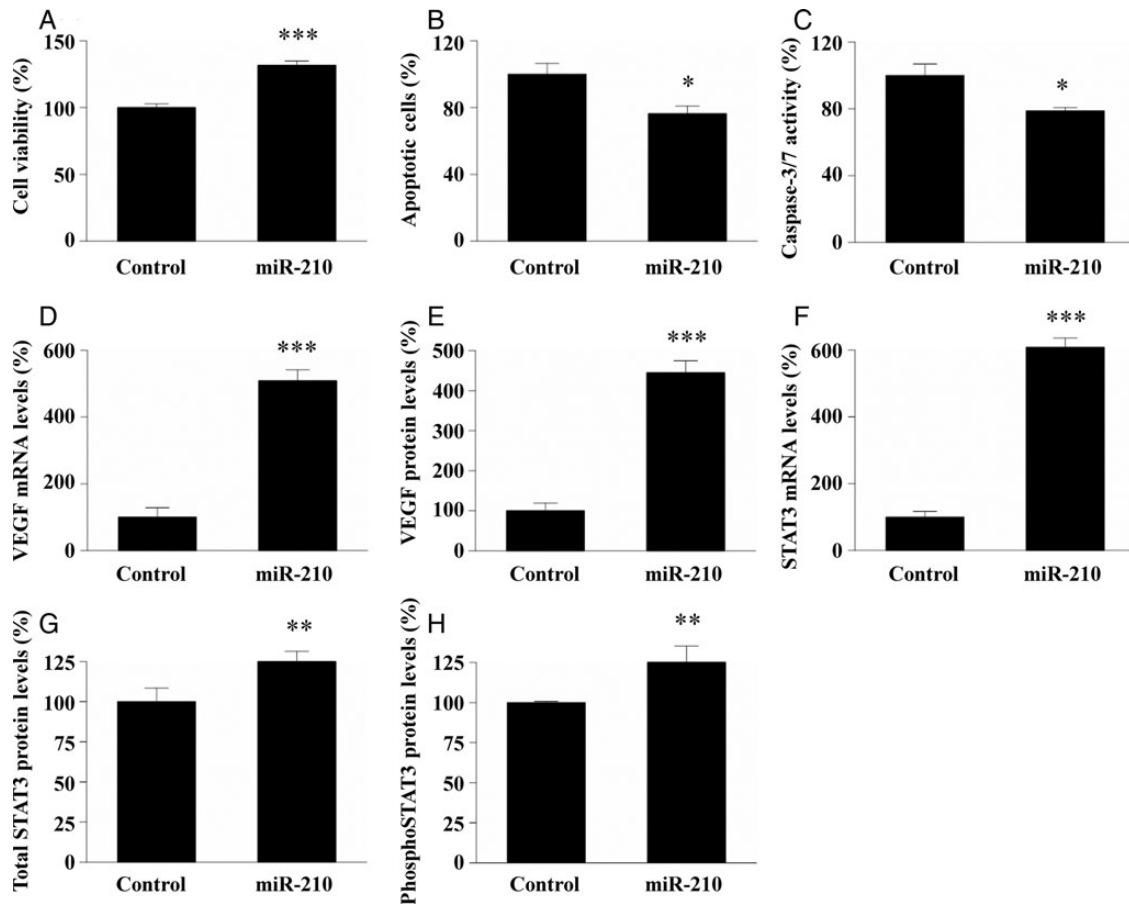 A
Cell viability (%)
150
100
50
0
***
Control miR-210
B
Apoptotic cells (%)
120
80
40
0
*
Control miR-210
C
Caspase-3/7 activity (%)
120
80
40
0
*
Control miR-210
D
VEGF mRNA levels (%)
600
400
200
0
***
Control miR-210
E
VEGF protein levels (%)
500
400
300
200
100
0
***
Control miR-210
F
STAT3 mRNA levels (%)
600
400
200
0
***
Control miR-210
G
Total STAT3 protein levels (%)
125
100
75
50
25
0
**
Control miR-210
H
PhosphoSTAT3 protein levels (%)
125
100
75
50
25
0
**
Control miR-210